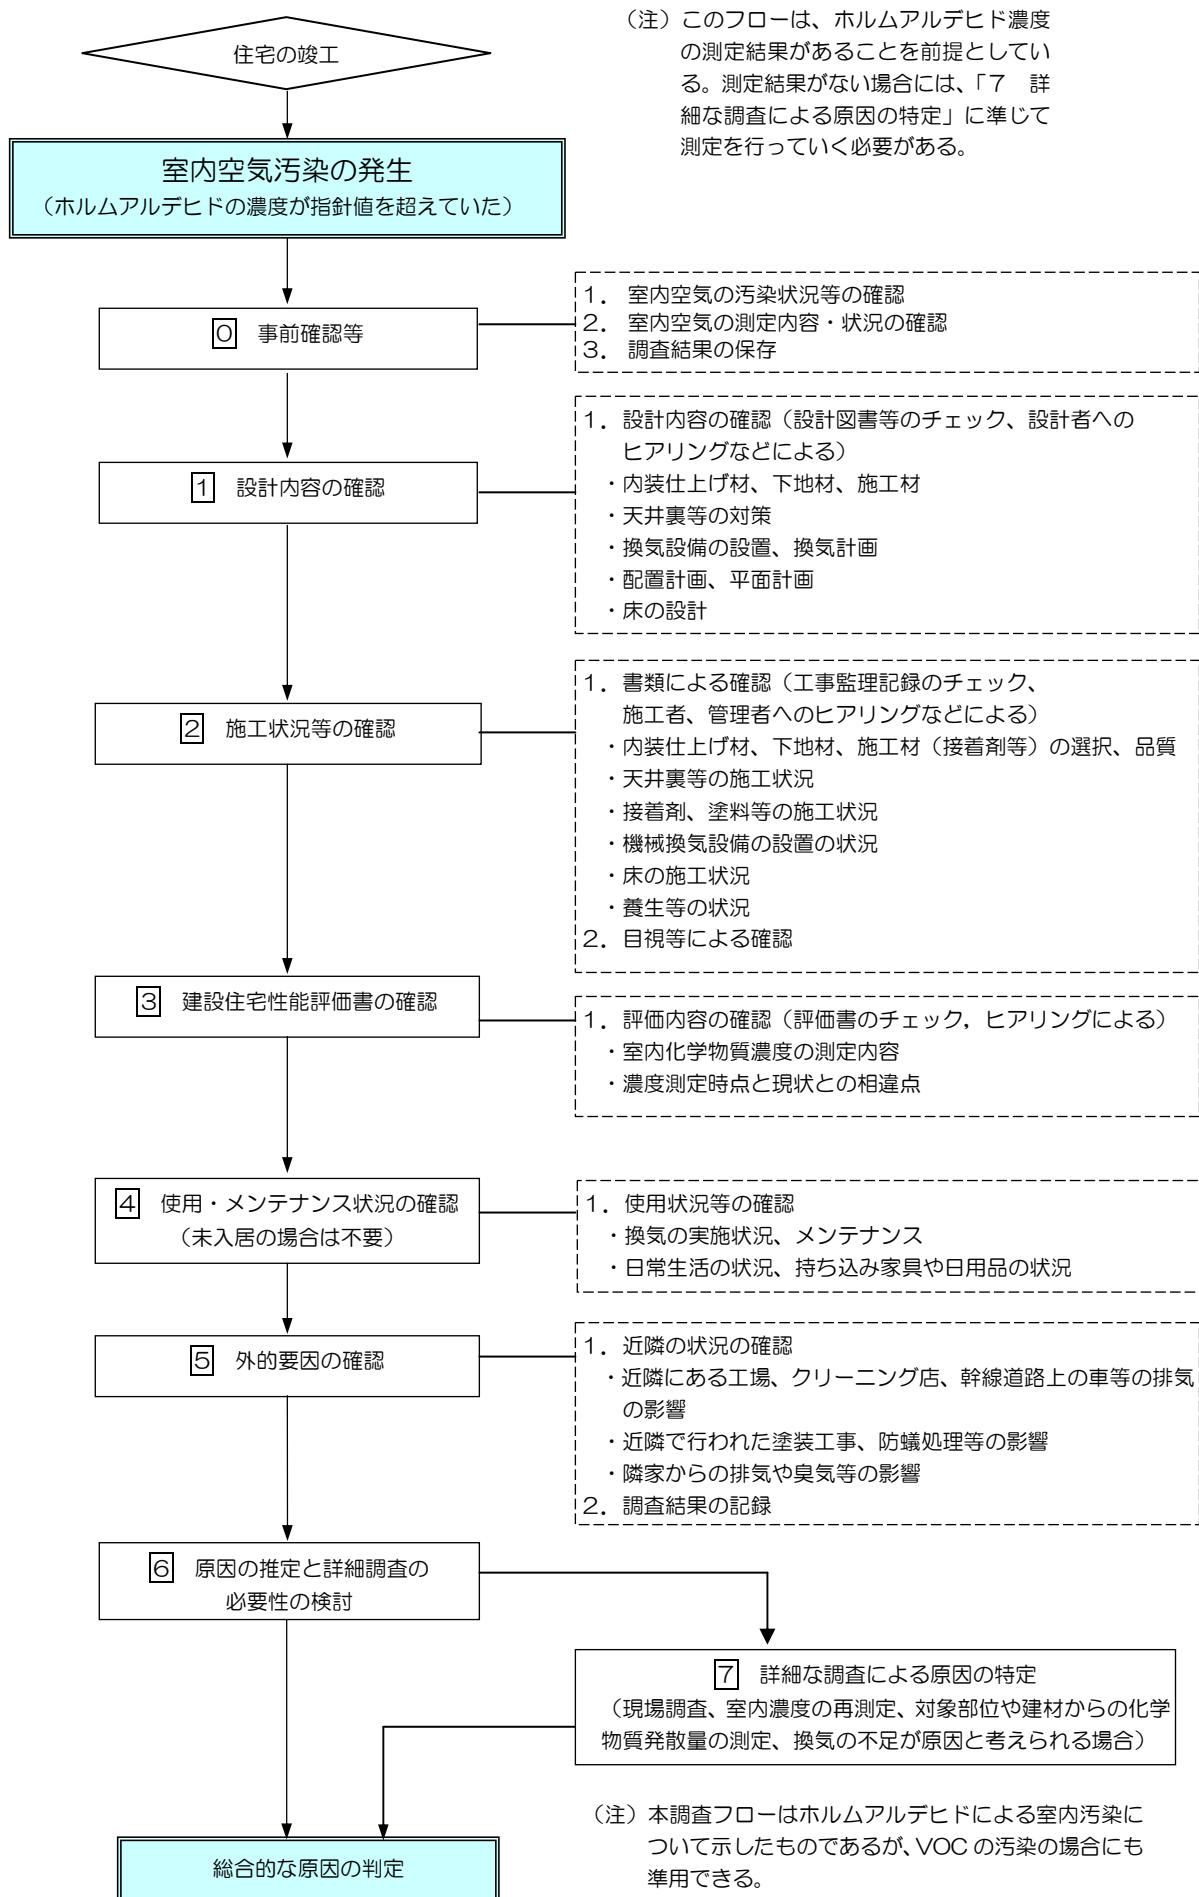 （注）このフローは、ホルムアルデヒド濃度
の測定結果があることを前提としてい
る。測定結果がない場合には、「７　詳
細な調査による原因の特定」に準じて
測定を行っていく必要がある。
住宅の竣工
室内空気汚染の発生
（ホルムアルデヒドの濃度が指針値を超えていた）
０　事前確認等
１．室内空気の汚染状況等の確認
２．室内空気の測定内容・状況の確認
３．調査結果の保存
１　設計内容の確認
１．設計内容の確認（設計図書等のチェック、設計者への
ヒアリングなどによる）
・内装仕上げ材、下地材、施工材
・天井裏等の対策
・換気設備の設置、換気計画
・配置計画、平面計画
・床の設計
２　施工状況等の確認
１．書類による確認（工事監理記録のチェック、
施工者、管理者へのヒアリングなどによる）
・内装仕上げ材、下地材、施工材（接着剤等）の選択、品質
・天井裏等の施工状況
・接着剤、塗料等の施工状況
・機械換気設備の設置の状況
・床の施工状況
・養生等の状況
２．目視等による確認
３　建設住宅性能評価書の確認
１．評価内容の確認（評価書のチェック，ヒアリングによる）
・室内化学物質濃度の測定内容
・濃度測定時点と現状との相違点
４　使用・メンテナンス状況の確認
（未入居の場合は不要）
１．使用状況等の確認
・換気の実施状況、メンテナンス
・日常生活の状況、持ち込み家具や日用品の状況
５　外的要因の確認
１．近隣の状況の確認
・近隣にある工場、クリーニング店、幹線道路上の車等の排気
の影響
・近隣で行われた塗装工事、防蟻処理等の影響
・隣家からの排気や臭気等の影響
２．調査結果の記録
６　原因の推定と詳細調査の
必要性の検討
７　詳細な調査による原因の特定
（現場調査、室内濃度の再測定、対象部位や建材からの化学
物質発散量の測定、換気の不足が原因と考えられる場合）
（注）本調査フローはホルムアルデヒドによる室内汚染に
ついて示したものであるが、VOC の汚染の場合にも
準用できる。
総合的な原因の判定